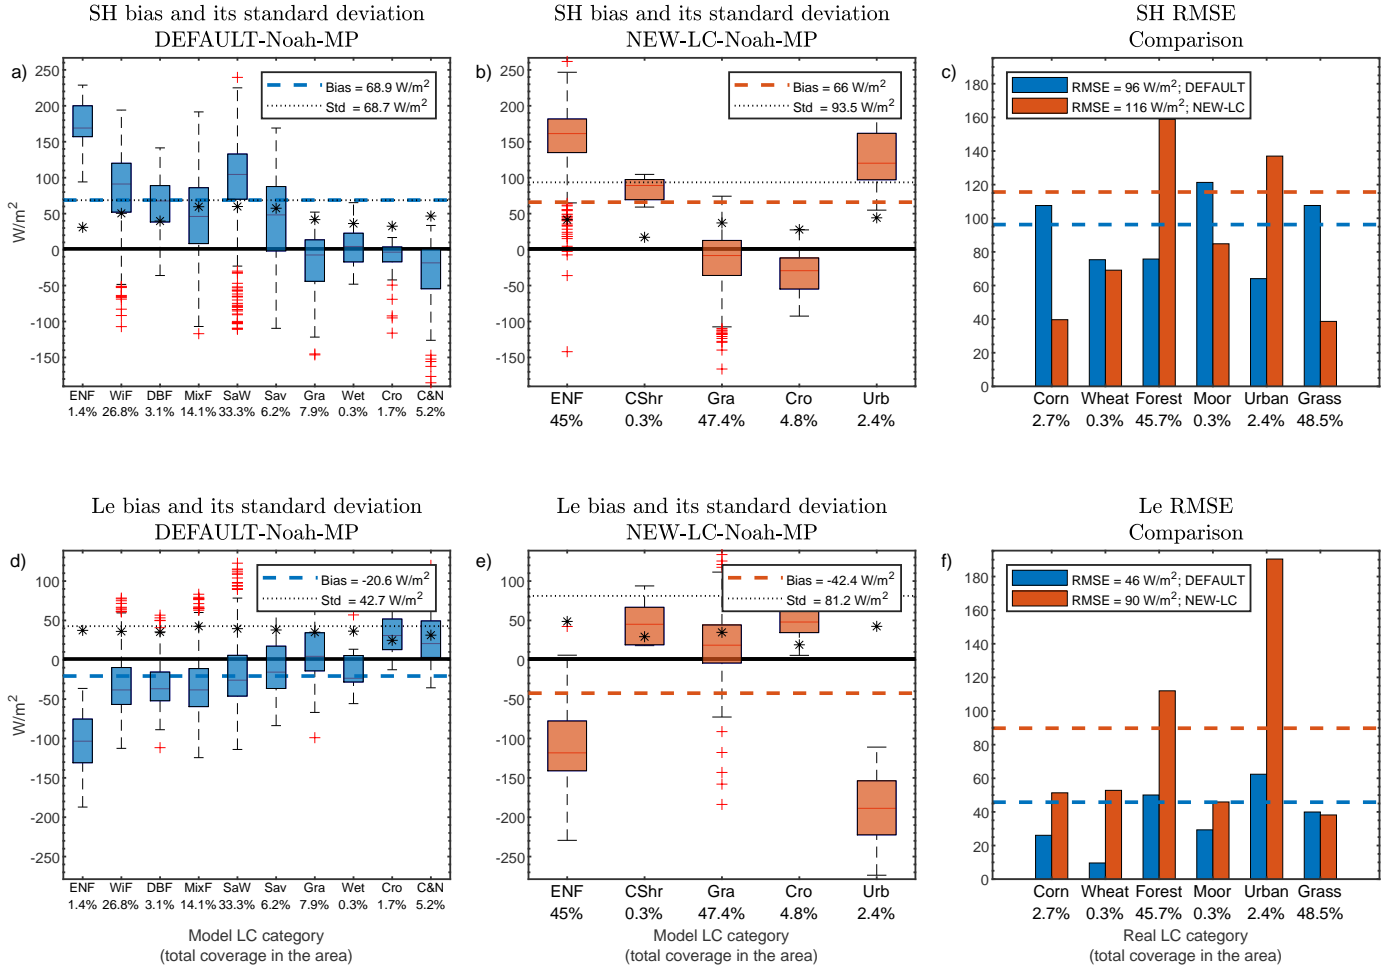 SH bias and its standard deviation
DEFAULT-Noah-MP
a)
250
200
150
100
50
0
-50
-100
-150
W/m2
Bias = 68.9 W/m2
Std = 68.7 W/m2
ENF WiF DBF MixF SaW Sav Gra Wet Cro C&N
1.4% 26.8% 3.1% 14.1% 33.3% 6.2% 7.9% 0.3% 1.7% 5.2%
SH bias and its standard deviation
NEW-LC-Noah-MP
b)
250
200
150
100
50
0
-50
-100
-150
Bias = 66 W/m2
Std = 93.5 W/m2
ENF CShr Gra Cro Urb
45% 0.3% 47.4% 4.8% 2.4%
SH RMSE
Comparison
c)
180
160
140
120
100
80
60
40
20
0
RMSE = 96 W/m2; DEFAULT
RMSE = 116 W/m2; NEW-LC
Corn Wheat Forest Moor Urban Grass
2.7% 0.3% 45.7% 0.3% 2.4% 48.5%
Le bias and its standard deviation
DEFAULT-Noah-MP
d)
100
50
0
-50
-100
-150
-200
-250
W/m2
Bias = -20.6 W/m2
Std = 42.7 W/m2
ENF WiF DBF MixF SaW Sav Gra Wet Cro C&N
1.4% 26.8% 3.1% 14.1% 33.3% 6.2% 7.9% 0.3% 1.7% 5.2%
Model LC category
(total coverage in the area)
Le bias and its standard deviation
NEW-LC-Noah-MP
e)
100
50
0
-50
-100
-150
-200
-250
Bias = -42.4 W/m2
Std = 81.2 W/m2
ENF CShr Gra Cro Urb
45% 0.3% 47.4% 4.8% 2.4%
Model LC category
(total coverage in the area)
Le RMSE
Comparison
f)
180
160
140
120
100
80
60
40
20
0
RMSE = 46 W/m2; DEFAULT
RMSE = 90 W/m2; NEW-LC
Corn Wheat Forest Moor Urban Grass
2.7% 0.3% 45.7% 0.3% 2.4% 48.5%
Real LC category
(total coverage in the area)